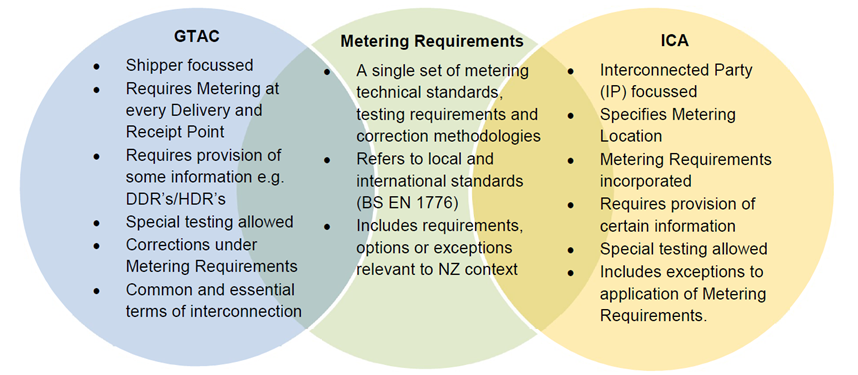 GTAC
• Shipper focussed
• Requires Metering at
every Delivery and
Receipt Point
• Requires provision of
some information e.g.
DDR's/HDR's
• Special testing allowed
• Corrections under
Metering Requirements
• Common and essential
terms of interconnection
Metering Requirements
• A single set of metering
technical standards,
testing requirements and
correction methodologies
• Refers to local and
international standards
(BS EN 1776)
• Includes requirements,
options or exceptions
relevant to NZ context
ICA
• Interconnected Party
(IP) focussed
• Specifies Metering
Location
• Metering Requirements
incorporated
• Requires provision of
certain information
• Special testing allowed
• Includes exceptions to
application of Metering
Requirements.